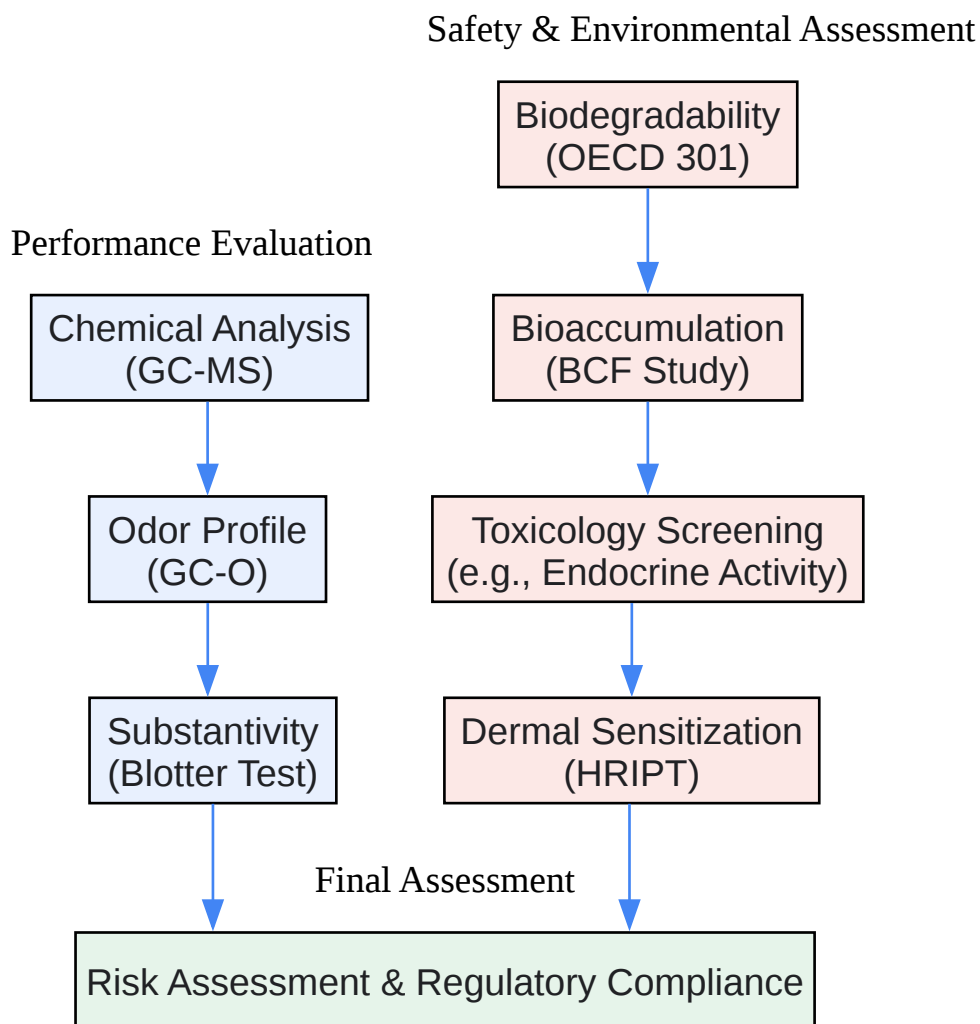 Safety & Environmental Assessment
Biodegradability
(OECD 301)
Performance Evaluation
Chemical Analysis
(GC-MS)
Bioaccumulation
(BCF Study)
Odor Profile
(GC-O)
Toxicology Screening
(e.g., Endocrine Activity)
Substantivity
(Blotter Test)
Dermal Sensitization
(HRIPT)
Final Assessment
Risk Assessment & Regulatory Compliance